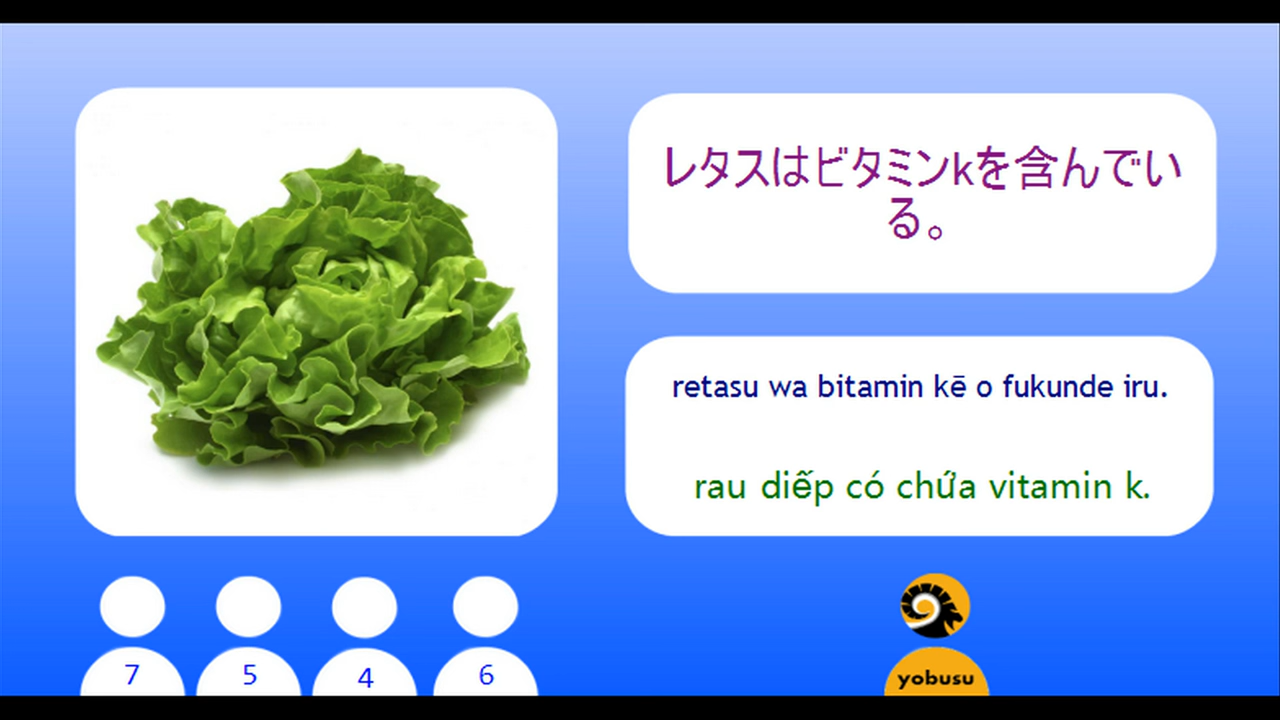 レタスはビタミンkを含んでい
る。
retasu wa bitamin kē o fukunde iru.
rau diếp có chứa vitamin k.
7 5 4 6
yobusu